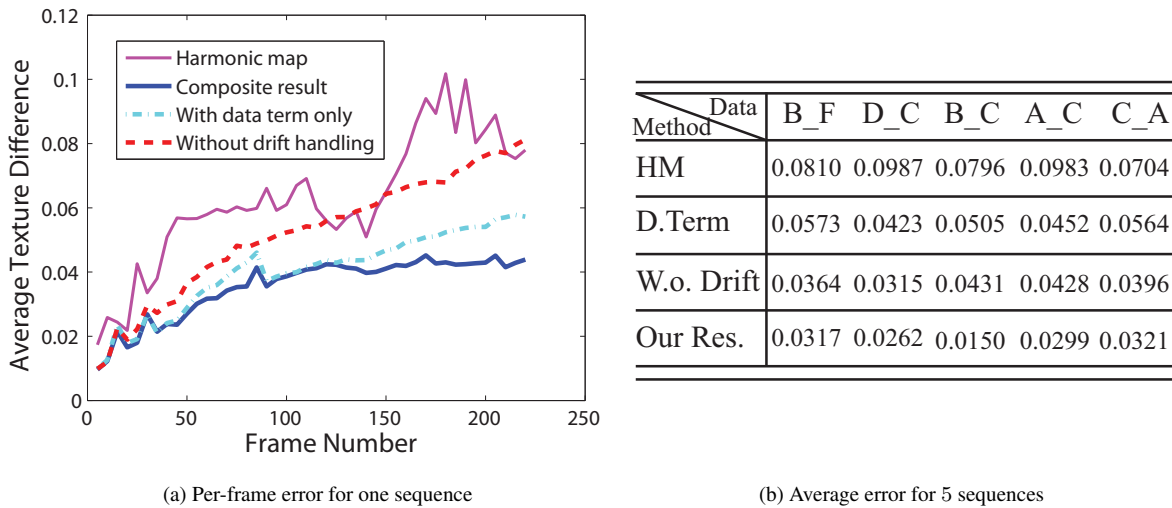 0.12
0.1
0.08
0.06
0.04
0.02
0
Average Texture Difference
Harmonic map
Composite result
With data term only
Without drift handling
0 50 100 150 200 250
Frame Number
(a) Per-frame error for one sequence
Data
Method
B_F D_C B_C A_C C_A
HM 0.0810 0.0987 0.0796 0.0983 0.0704
D.Term 0.0573 0.0423 0.0505 0.0452 0.0564
W.o. Drift 0.0364 0.0315 0.0431 0.0428 0.0396
Our Res. 0.0317 0.0262 0.0150 0.0299 0.0321
(b) Average error for 5 sequences